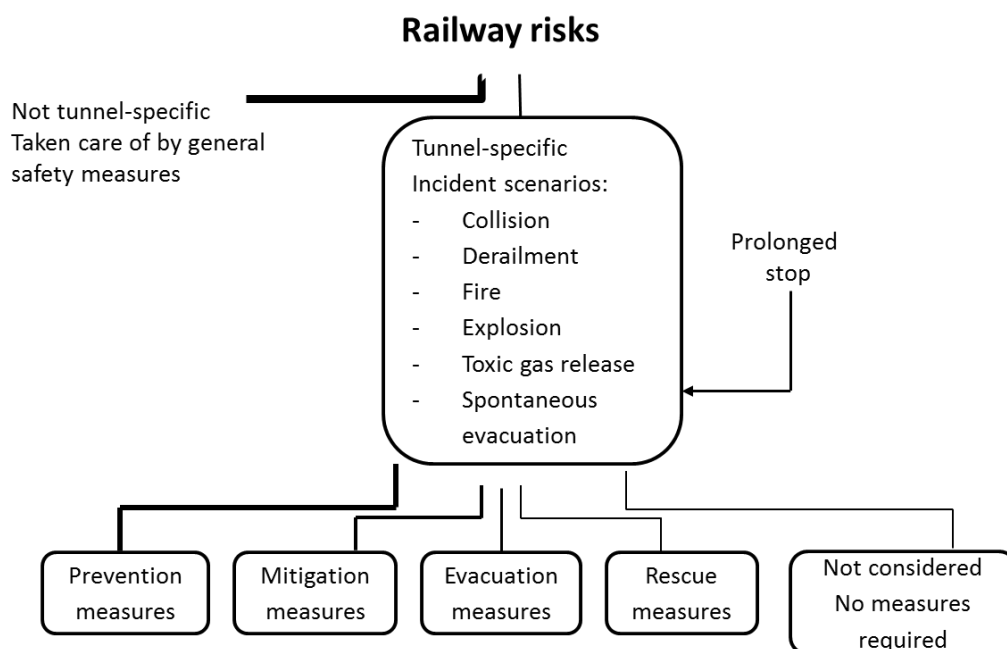 Railway risks
Not tunnel-specific
Taken care of by general
safety measures
Tunnel-specific
Incident scenarios:
- Collision
- Derailment
- Fire
- Explosion
- Toxic gas release
- Spontaneous
evacuation
Prolonged
stop
Prevention
measures
Mitigation
measures
Evacuation
measures
Rescue
measures
Not considered
No measures
required